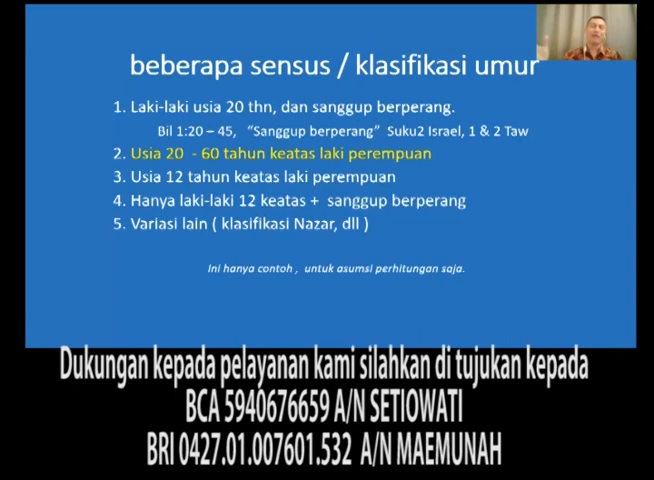 beberapa sensus / klasifikasi umur
1. Laki-laki usia 20 thn, dan sanggup berperang.
Bil 1:20 – 45, "Sanggup berperang" Suku2 Israel, 1 & 2 Taw
2. Usia 20 - 60 tahun keatas laki perempuan
3. Usia 12 tahun keatas laki perempuan
4. Hanya laki-laki 12 keatas + sanggup berperang
5. Variasi lain ( klasifikasi Nazar, dll )
Ini hanya contoh , untuk asumsi perhitungan saja.
Dukungan kepada pelayanan kami silahkan di tujukan kepada
BCA 5940676659 A/N SETIOWATI
BRI 0427.01.007601.532 A/N MAEMUNAH